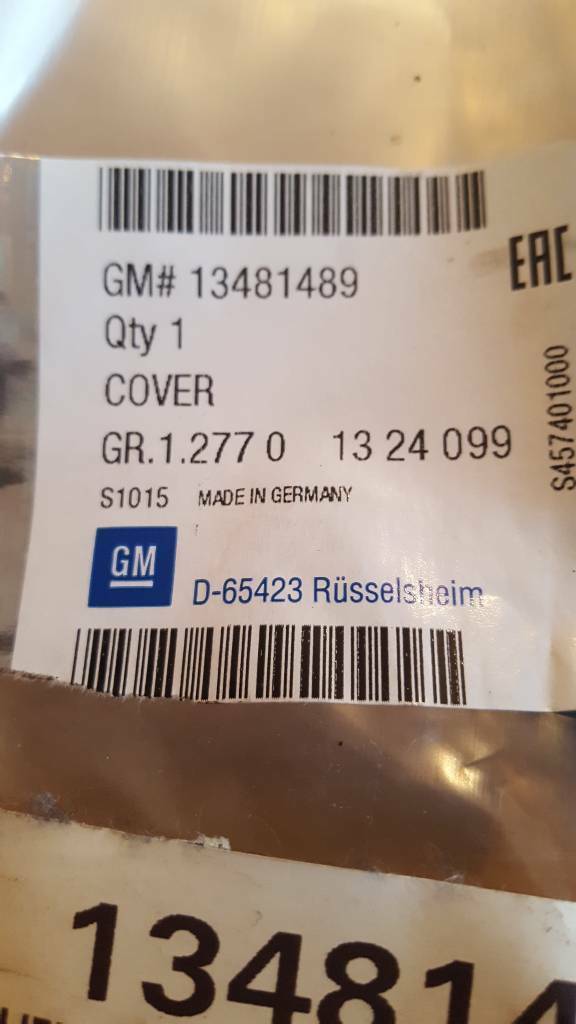 GM# 13481489
EAC
Qty 1
COVER
GR.1.277 0 13 24 099
S1015 MADE IN GERMANY
S457401000
GM
D-65423 Rüsselsheim
134814